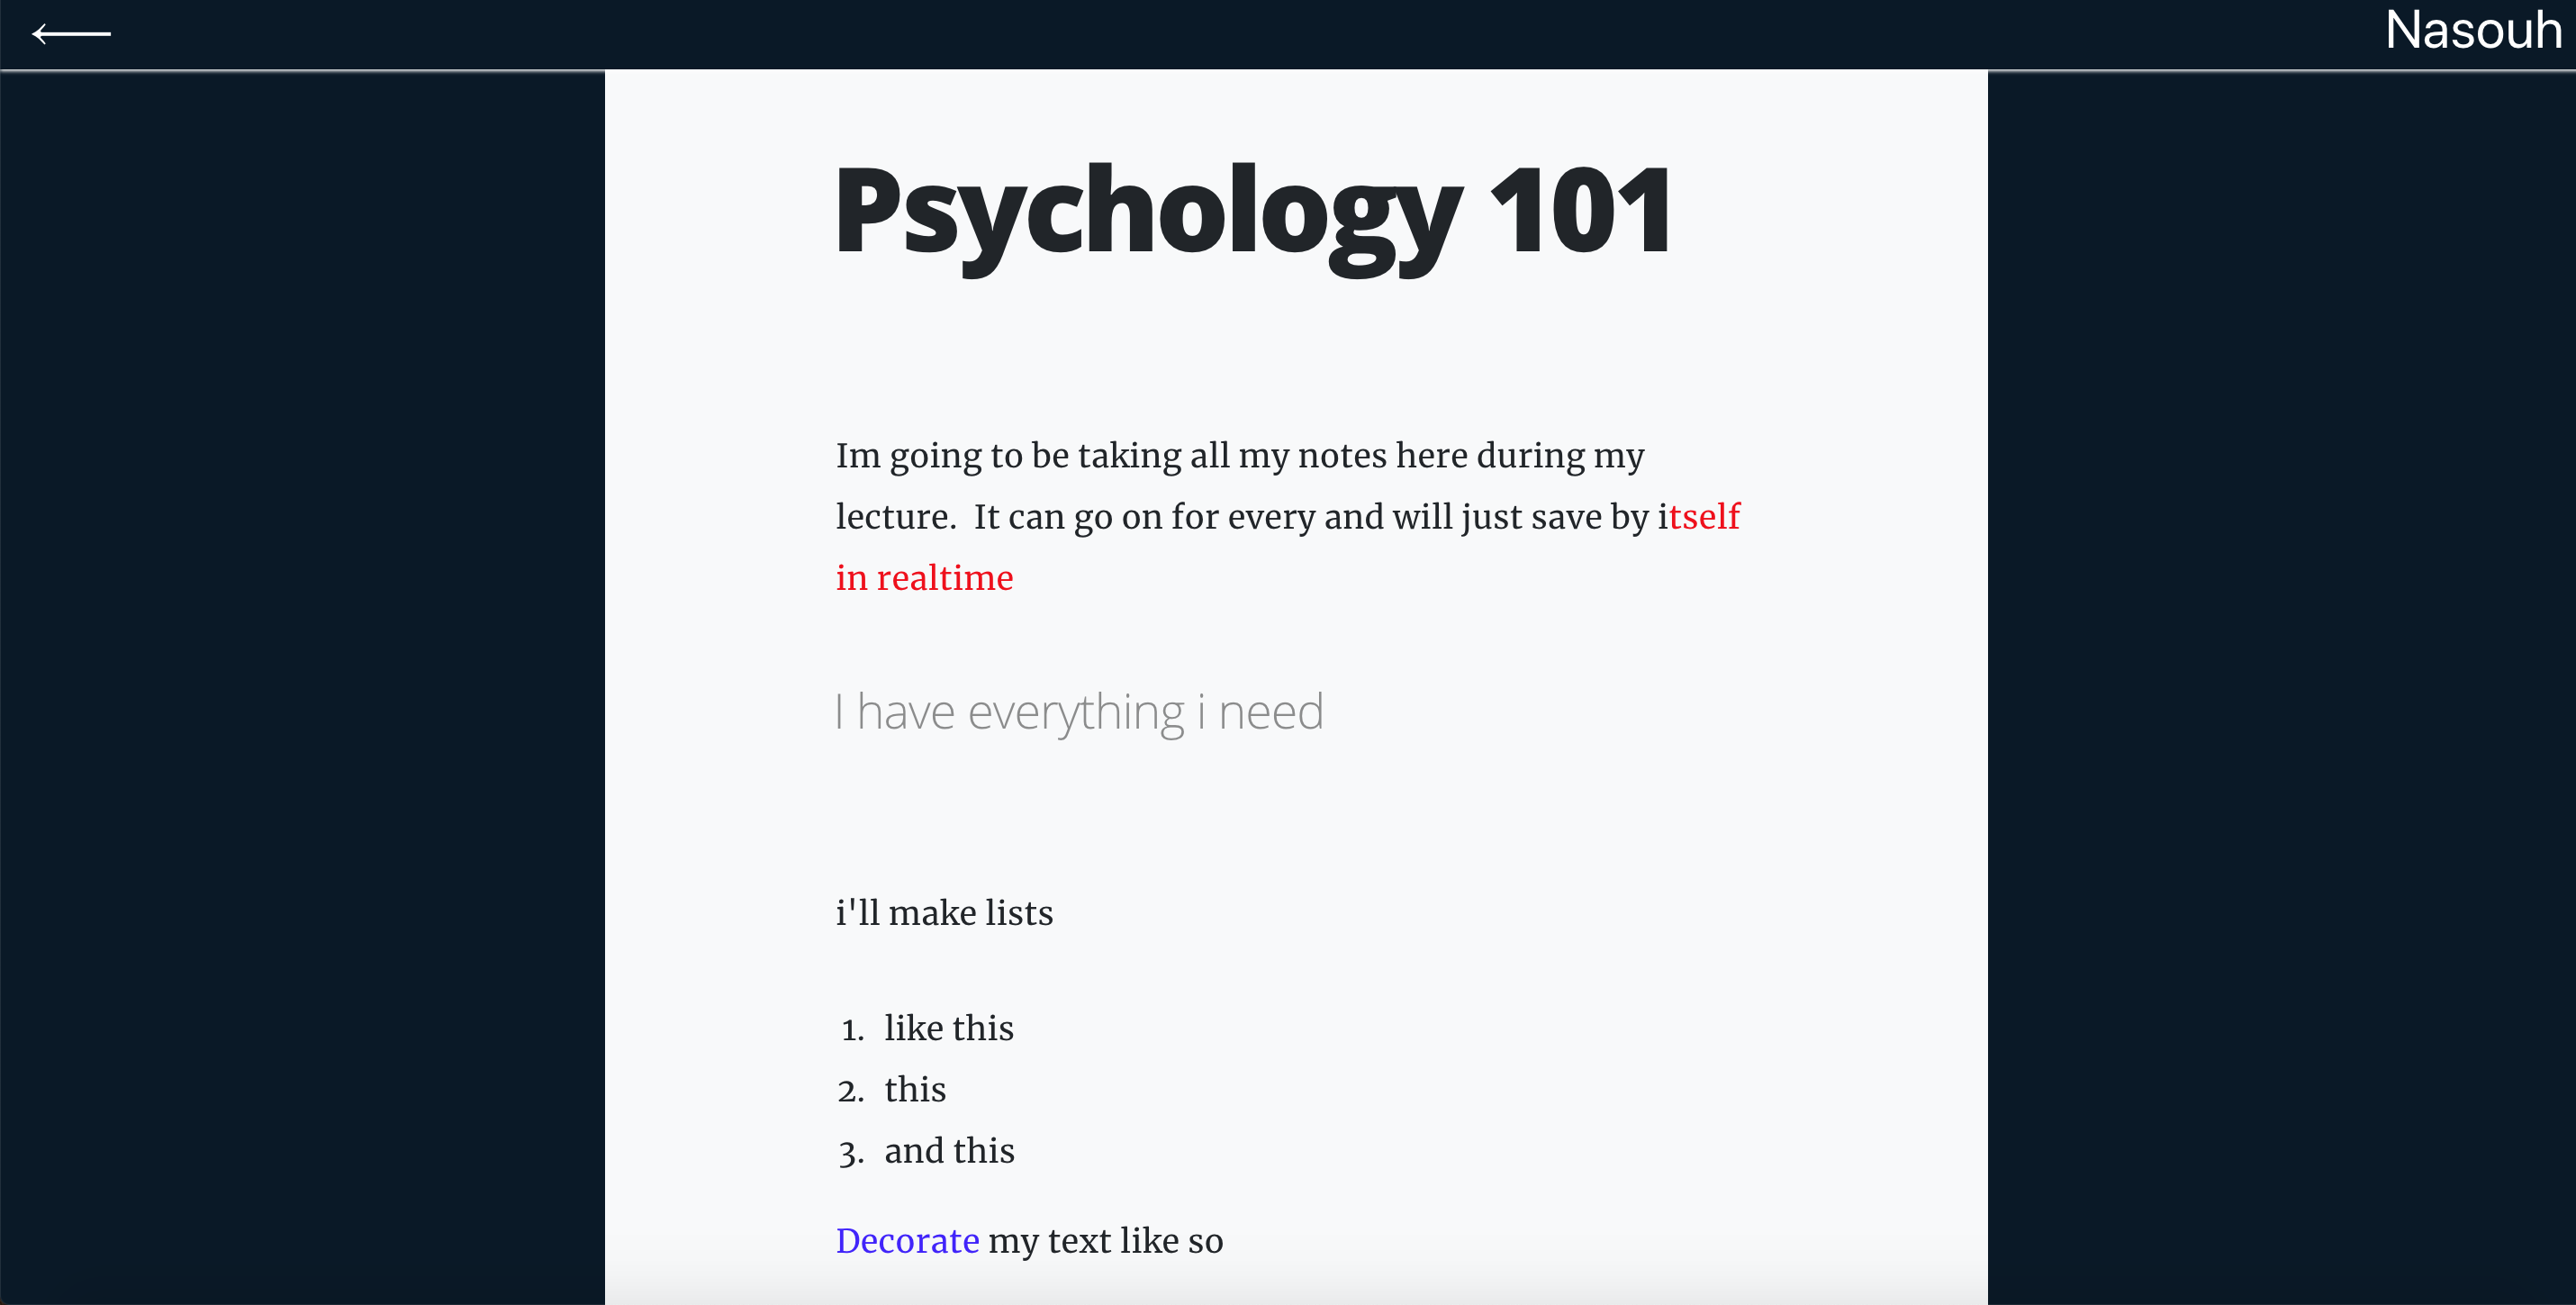 Nasouh
Psychology 101
Im going to be taking all my notes here during my
lecture.  It can go on for every and will just save by itself
in realtime
I have everything i need
i'll make lists
1. like this
2. this
3. and this
Decorate my text like so